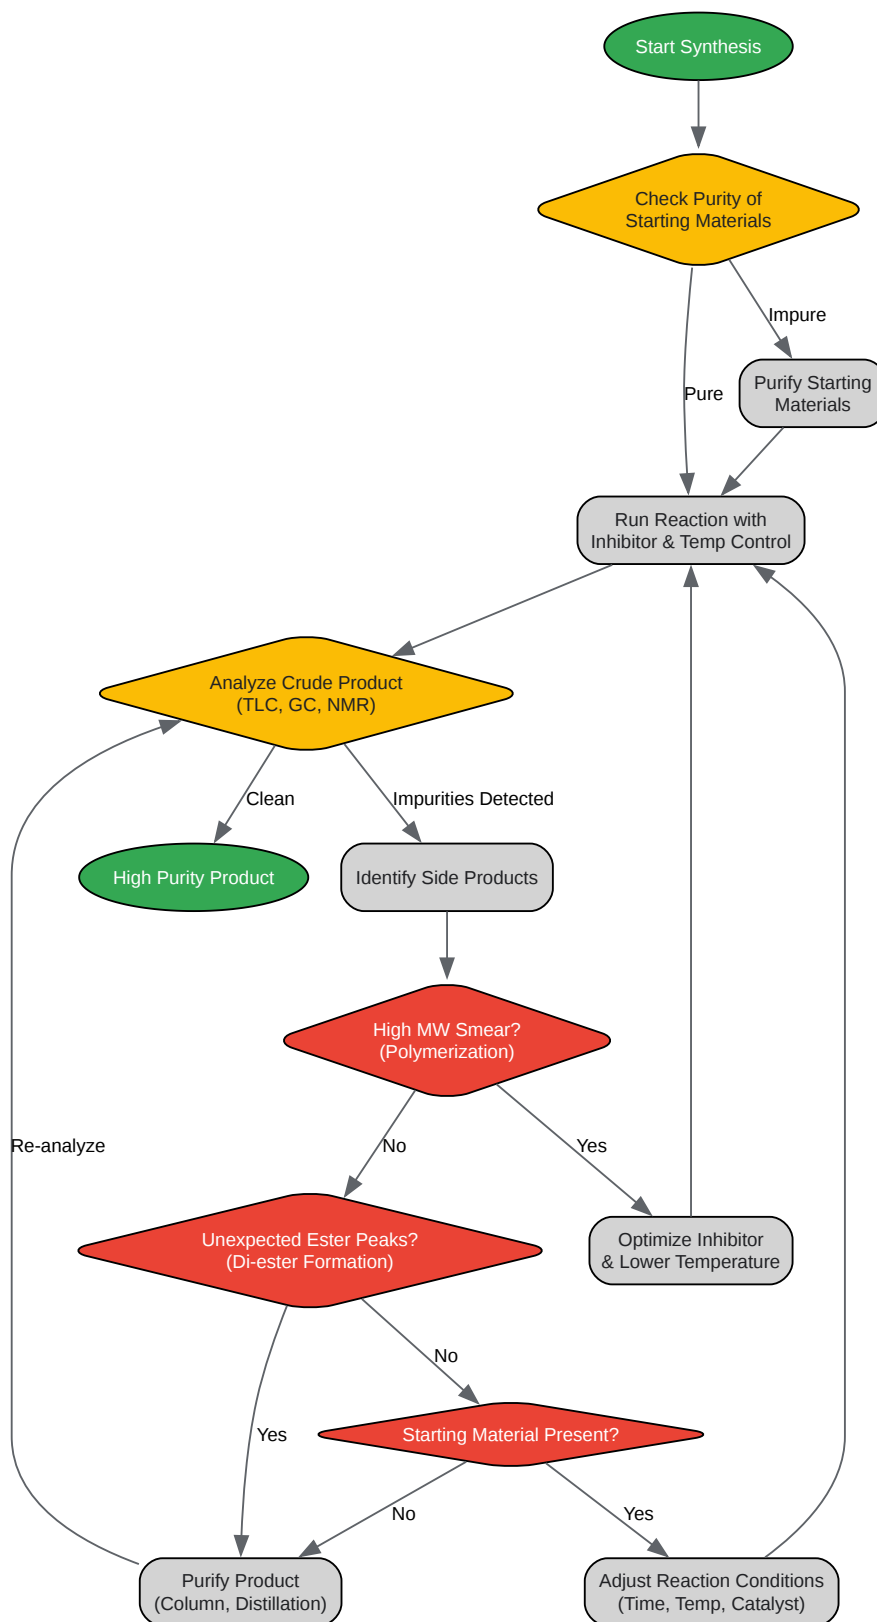 Start Synthesis
Check Purity of
Starting Materials
Impure
Pure
Purify Starting
Materials
Run Reaction with
Inhibitor & Temp Control
Analyze Crude Product
(TLC, GC, NMR)
Clean
Impurities Detected
High Purity Product
Identify Side Products
High MW Smear?
(Polymerization)
Re-analyze
No
Yes
Unexpected Ester Peaks?
(Di-ester Formation)
Optimize Inhibitor
& Lower Temperature
No
Yes
Starting Material Present?
No
Yes
Purify Product
(Column, Distillation)
Adjust Reaction Conditions
(Time, Temp, Catalyst)